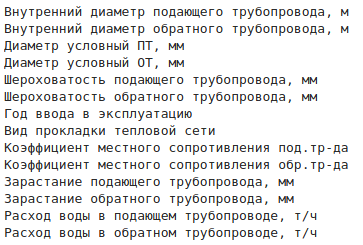 Внутренний диаметр подающего трубопровода, м
Внутренний диаметр обратного трубопровода, м
Диаметр условный ПТ, мм
Диаметр условный ОТ, мм
Шероховатость подающего трубопровода, мм
Шероховатость обратного трубопровода, мм
Год ввода в эксплуатацию
Вид прокладки тепловой сети
Коэффициент местного сопротивления под.тр-да
Коэффициент местного сопротивления обр.тр-да
Зарастание подающего трубопровода, мм
Зарастание обратного трубопровода, мм
Расход воды в подающем трубопроводе, т/ч
Расход воды в обратном трубопроводе, т/ч